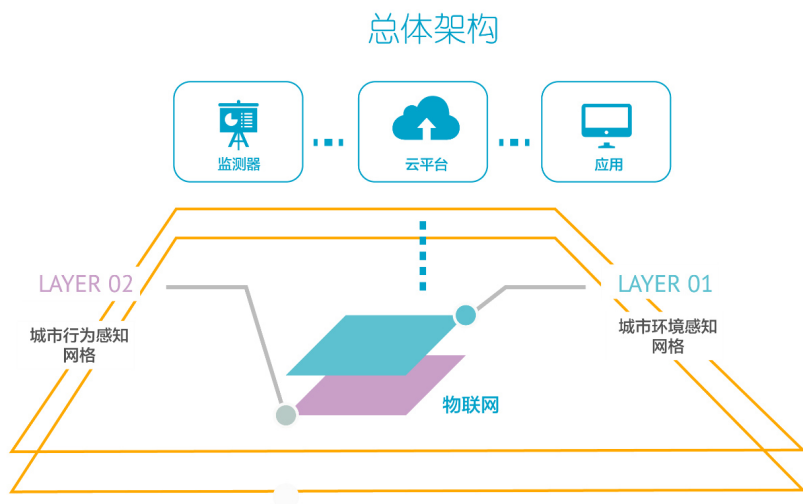 总体架构
监测器
云平台
应用
LAYER 02
城市行为感知
网格
LAYER 01
城市环境感知
网格
物联网